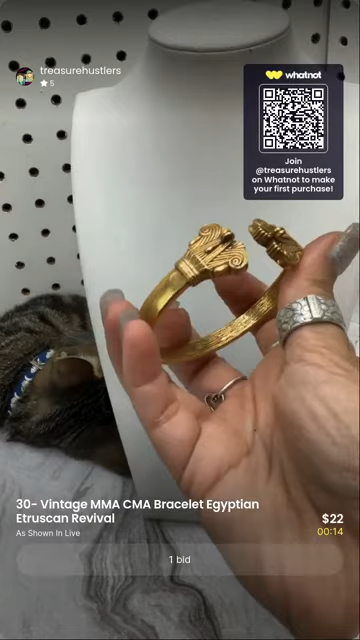 treasurehustlers
★ 5
whatnot
Join
@treasurehustlers
on Whatnot to make
your first purchase!
30- Vintage MMA CMA Bracelet Egyptian
Etruscan Revival
$22
As Shown In Live
00:14
1 bid